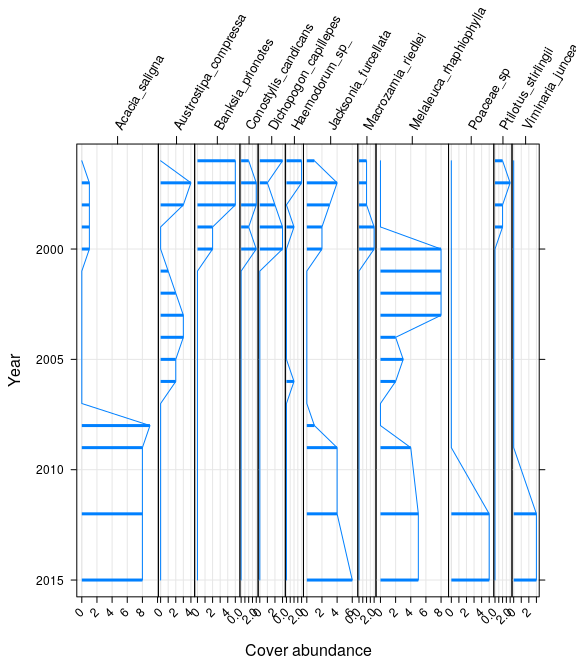 Acacia_saligna
Austrostipa_compressa
Banksia_prionotes
Conostylis_candicans
Dichopogon_capillepes
Haemodorum_sp_
Jacksonia_furcellata
Macrozamia_riedlei
Melaleuca_rhaphiophylla
Poaceae_sp
Ptilotus_stirlingii
Viminaria_juncea
Year
2000
2005
2010
2015
0 2 4 6 8 0 2 4 0 2 4 0.0 2.0 0 2 0.0 2.0 0 2 4 6 0.0 2.0 0 2 4 6 8 0 2 4 0.0 2.0 0 2
Cover abundance